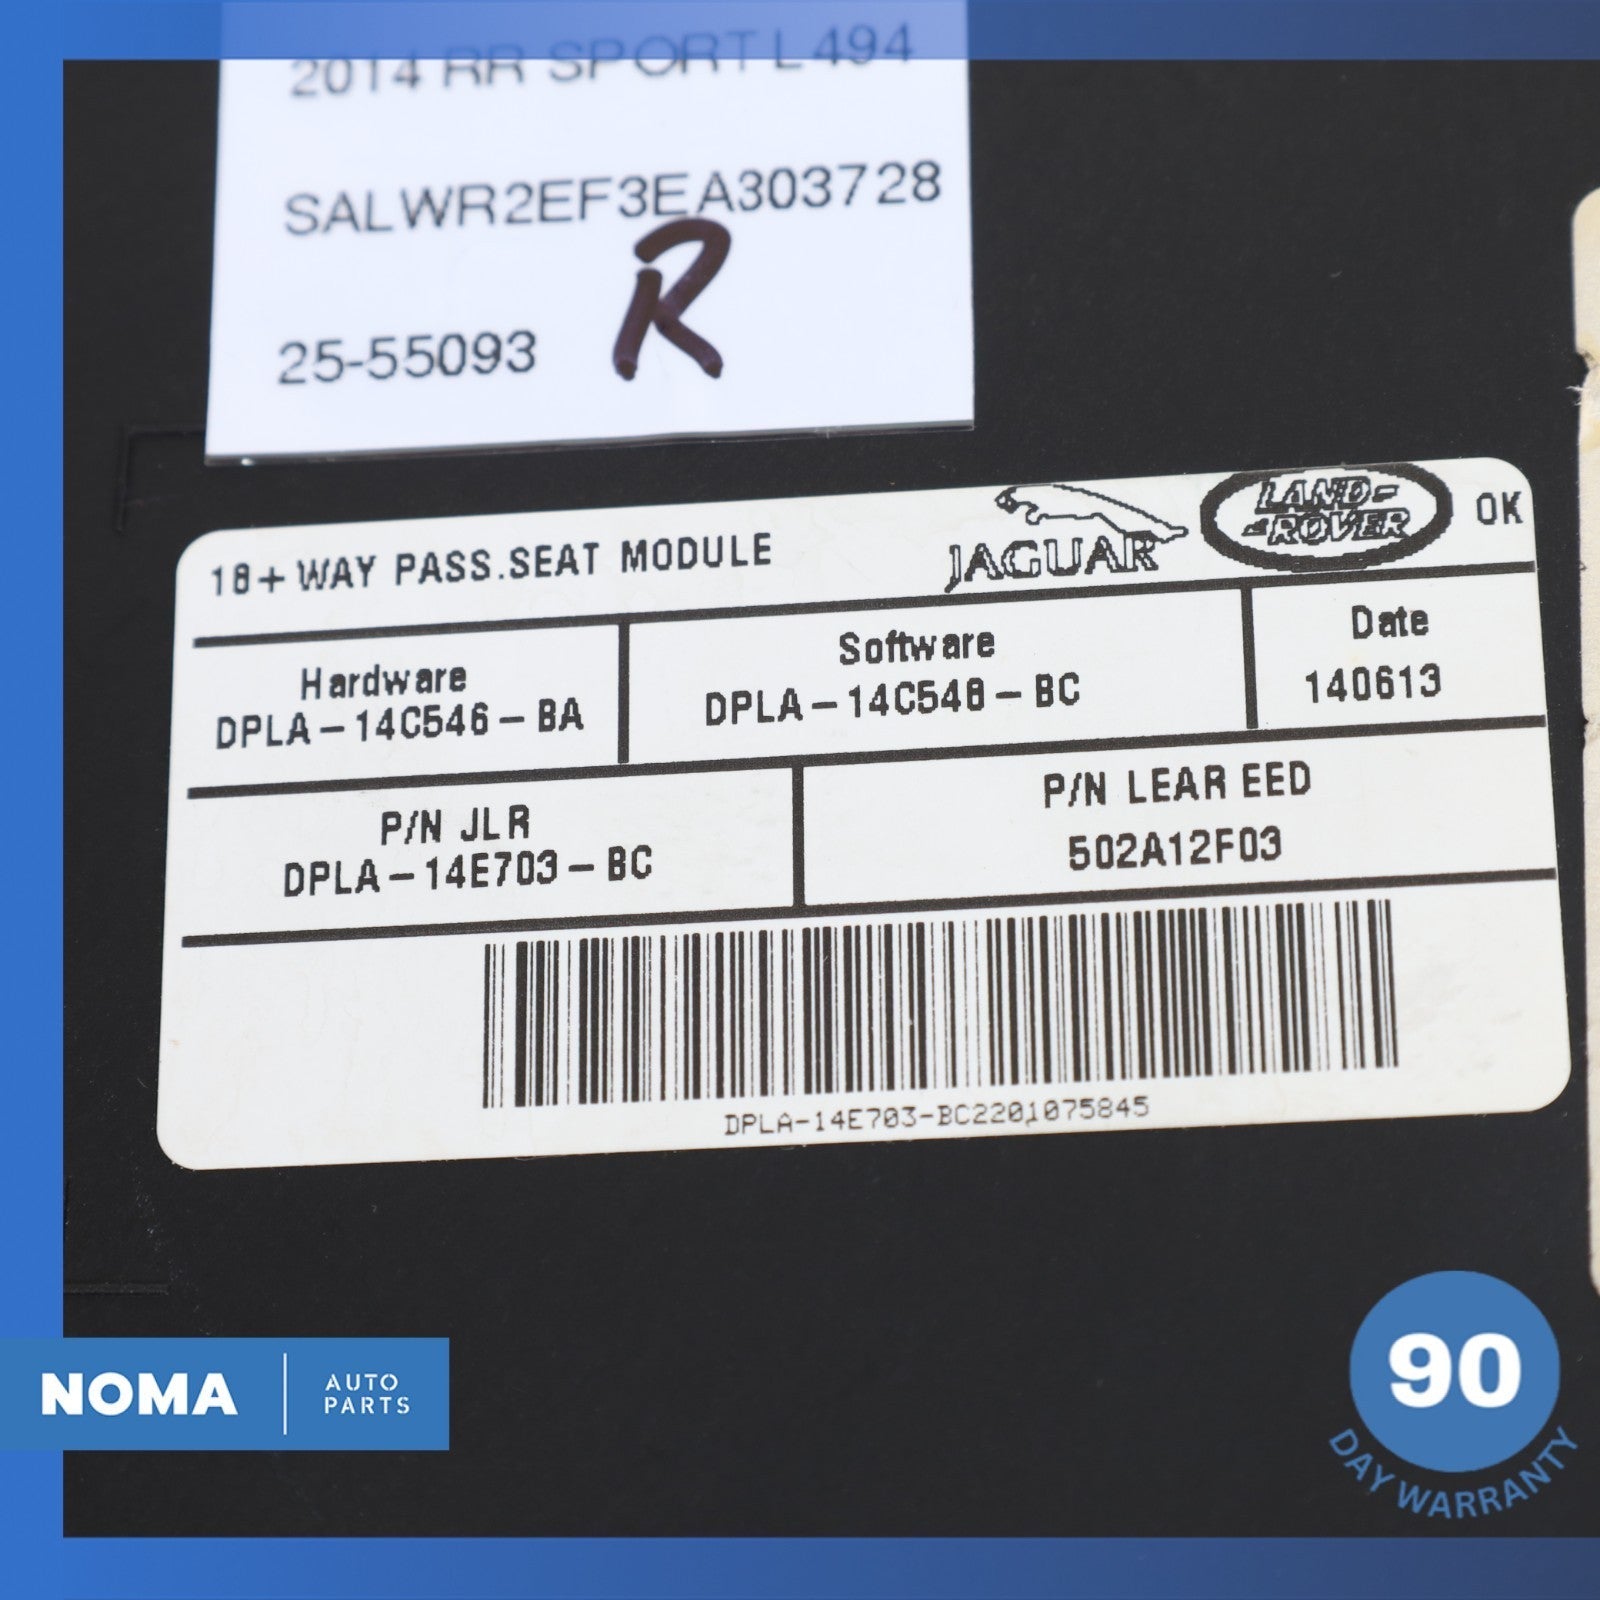 2014 RR SPORT L494
SALWR2EF3EA303728
25-55093 R
18+WAY PASS.SEAT MODULE
JAGUAR
LAND-
-ROVER
OK
Hardware
DPLA-14C546-BA
Software
DPLA-14C548-BC
Date
140613
P/N JLR
DPLA-14E703-BC
P/N LEAR EED
502A12F03
DPLA-14E703-BC2201075845
NOMA
AUTO
PARTS
90
DAY WARRANTY